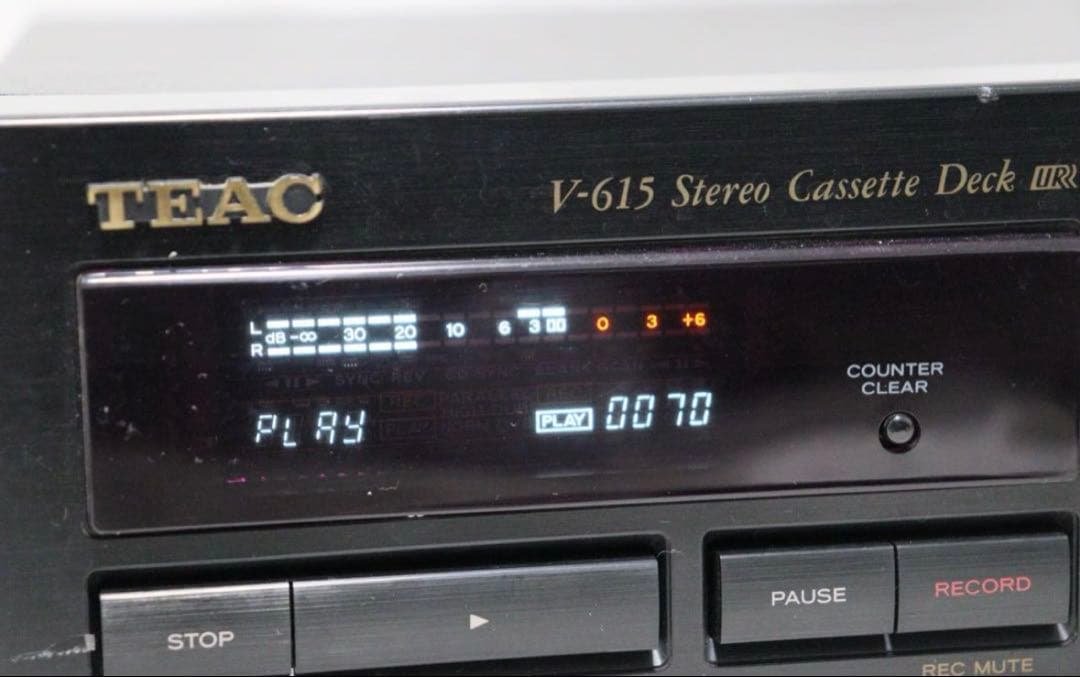 TEAC
V-615 Stereo Cassette Deck
L
dB -∞ 30 20 10 6 3 0 3 +6
R
PLAY PLAY 0070
COUNTER
CLEAR
STOP ▶ PAUSE RECORD
REC MUTE